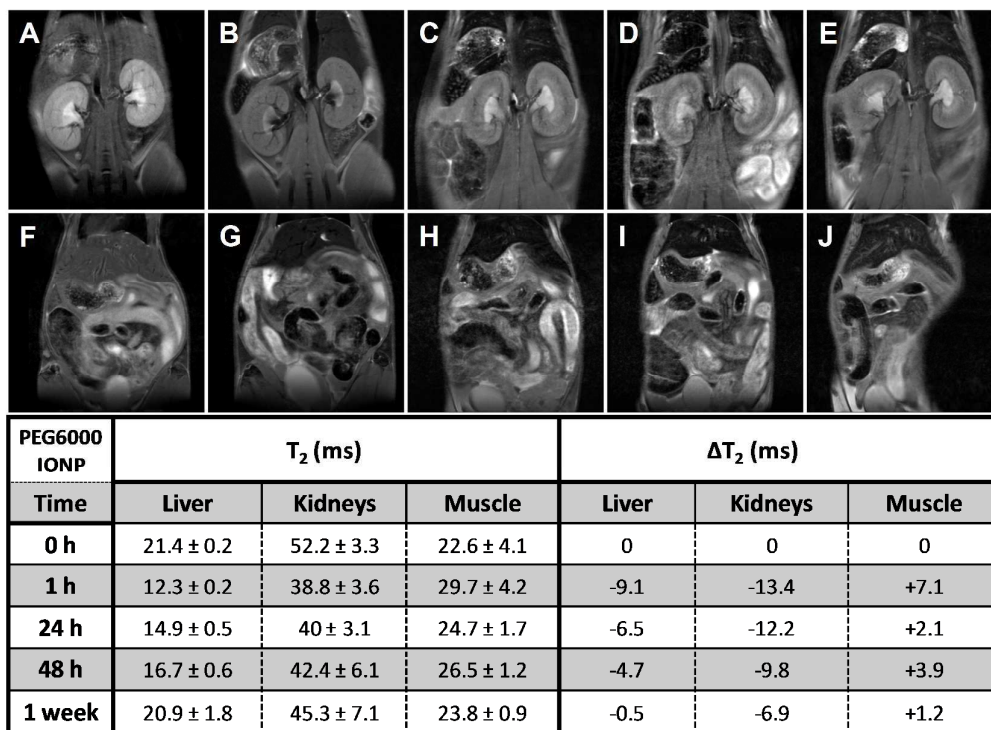 A B C D E
F G H I J
PEG6000 IONP T₂ (ms) ΔT₂ (ms)
Time Liver Kidneys Muscle Liver Kidneys Muscle
0 h 21.4 ± 0.2 52.2 ± 3.3 22.6 ± 4.1 0 0 0
1 h 12.3 ± 0.2 38.8 ± 3.6 29.7 ± 4.2 -9.1 -13.4 +7.1
24 h 14.9 ± 0.5 40 ± 3.1 24.7 ± 1.7 -6.5 -12.2 +2.1
48 h 16.7 ± 0.6 42.4 ± 6.1 26.5 ± 1.2 -4.7 -9.8 +3.9
1 week 20.9 ± 1.8 45.3 ± 7.1 23.8 ± 0.9 -0.5 -6.9 +1.2